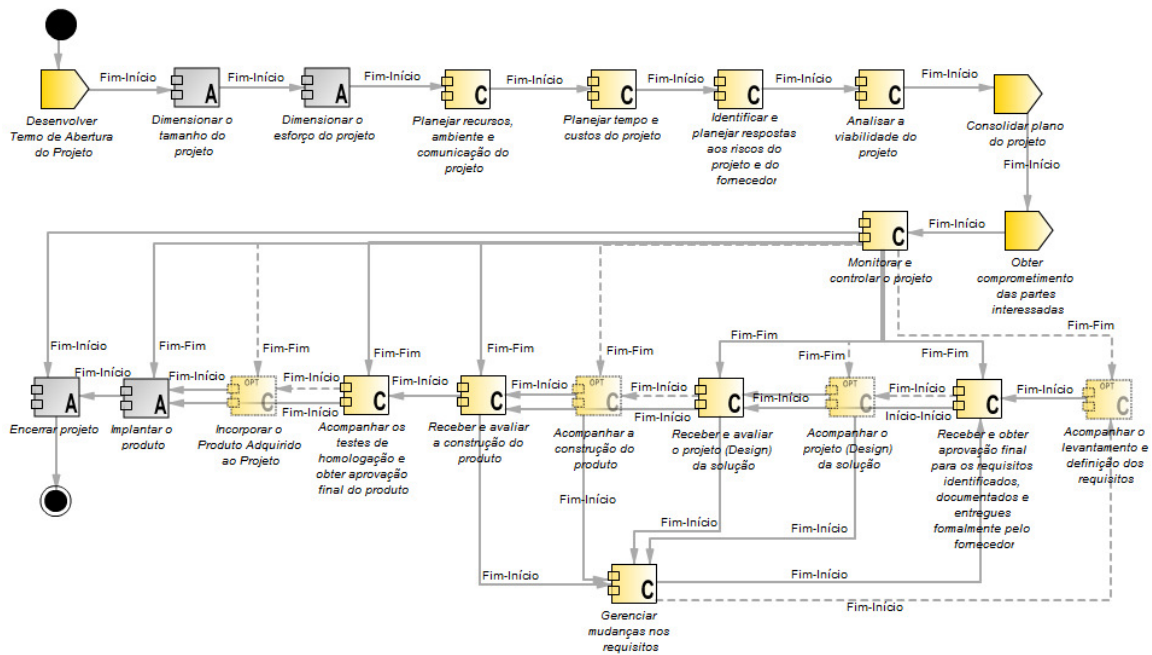 Fim-Início
Fim-Início
Fim-Início
Fim-Início
Fim-Início
Fim-Início
Fim-Início
A
A
C
C
C
C
Desenvolver
Termo de Abertura
do Projeto
Dimensionar o
tamanho do
projeto
Dimensionar o
esforço do projeto
Planejar recursos,
ambiente e
comunicação do
projeto
Planejar tempo e
custos do projeto
Identificar e
planejar respostas
aos riscos do
projeto e do
fornecedor
Analisar a
viabilidade do
projeto
Consolidar plano
do projeto
Fim-Início
C
Fim-Início
Monitorar e
controlar o projeto
Obter
comprometimento
das partes
interessadas
Fim-Início
Fim-Fim
Fim-Fim
Fim-Fim
Fim-Fim
Fim-Fim
Fim-Fim
Fim-Fim
Fim-Fim
Fim-Fim
A
Encerrar projeto
Fim-Início
A
Implantar o
produto
Fim-Início
OPT
C
Incorporar o
Produto Adquirido
ao Projeto
Fim-Início
Fim-Início
C
Acompanhar os
testes de
homologação e
obter aprovação
final do produto
Fim-Início
C
Receber e avaliar
a construção do
produto
Fim-Início
OPT
C
Acompanhar a
construção do
produto
Fim-Início
Fim-Início
C
Receber e avaliar
o projeto (Design)
da solução
Fim-Início
OPT
C
Acompanhar o
projeto (Design)
da solução
Início-Início
Início-Início
C
Receber e obter
aprovação final
para os requisitos
identificados,
documentados e
entregues
formalmente pelo
fornecedor
Fim-Início
OPT
C
Acompanhar o
levantamento e
definição dos
requisitos
Fim-Início
Fim-Início
Fim-Início
Fim-Início
C
Fim-Início
Fim-Início
Gerenciar
mudanças nos
requisitos